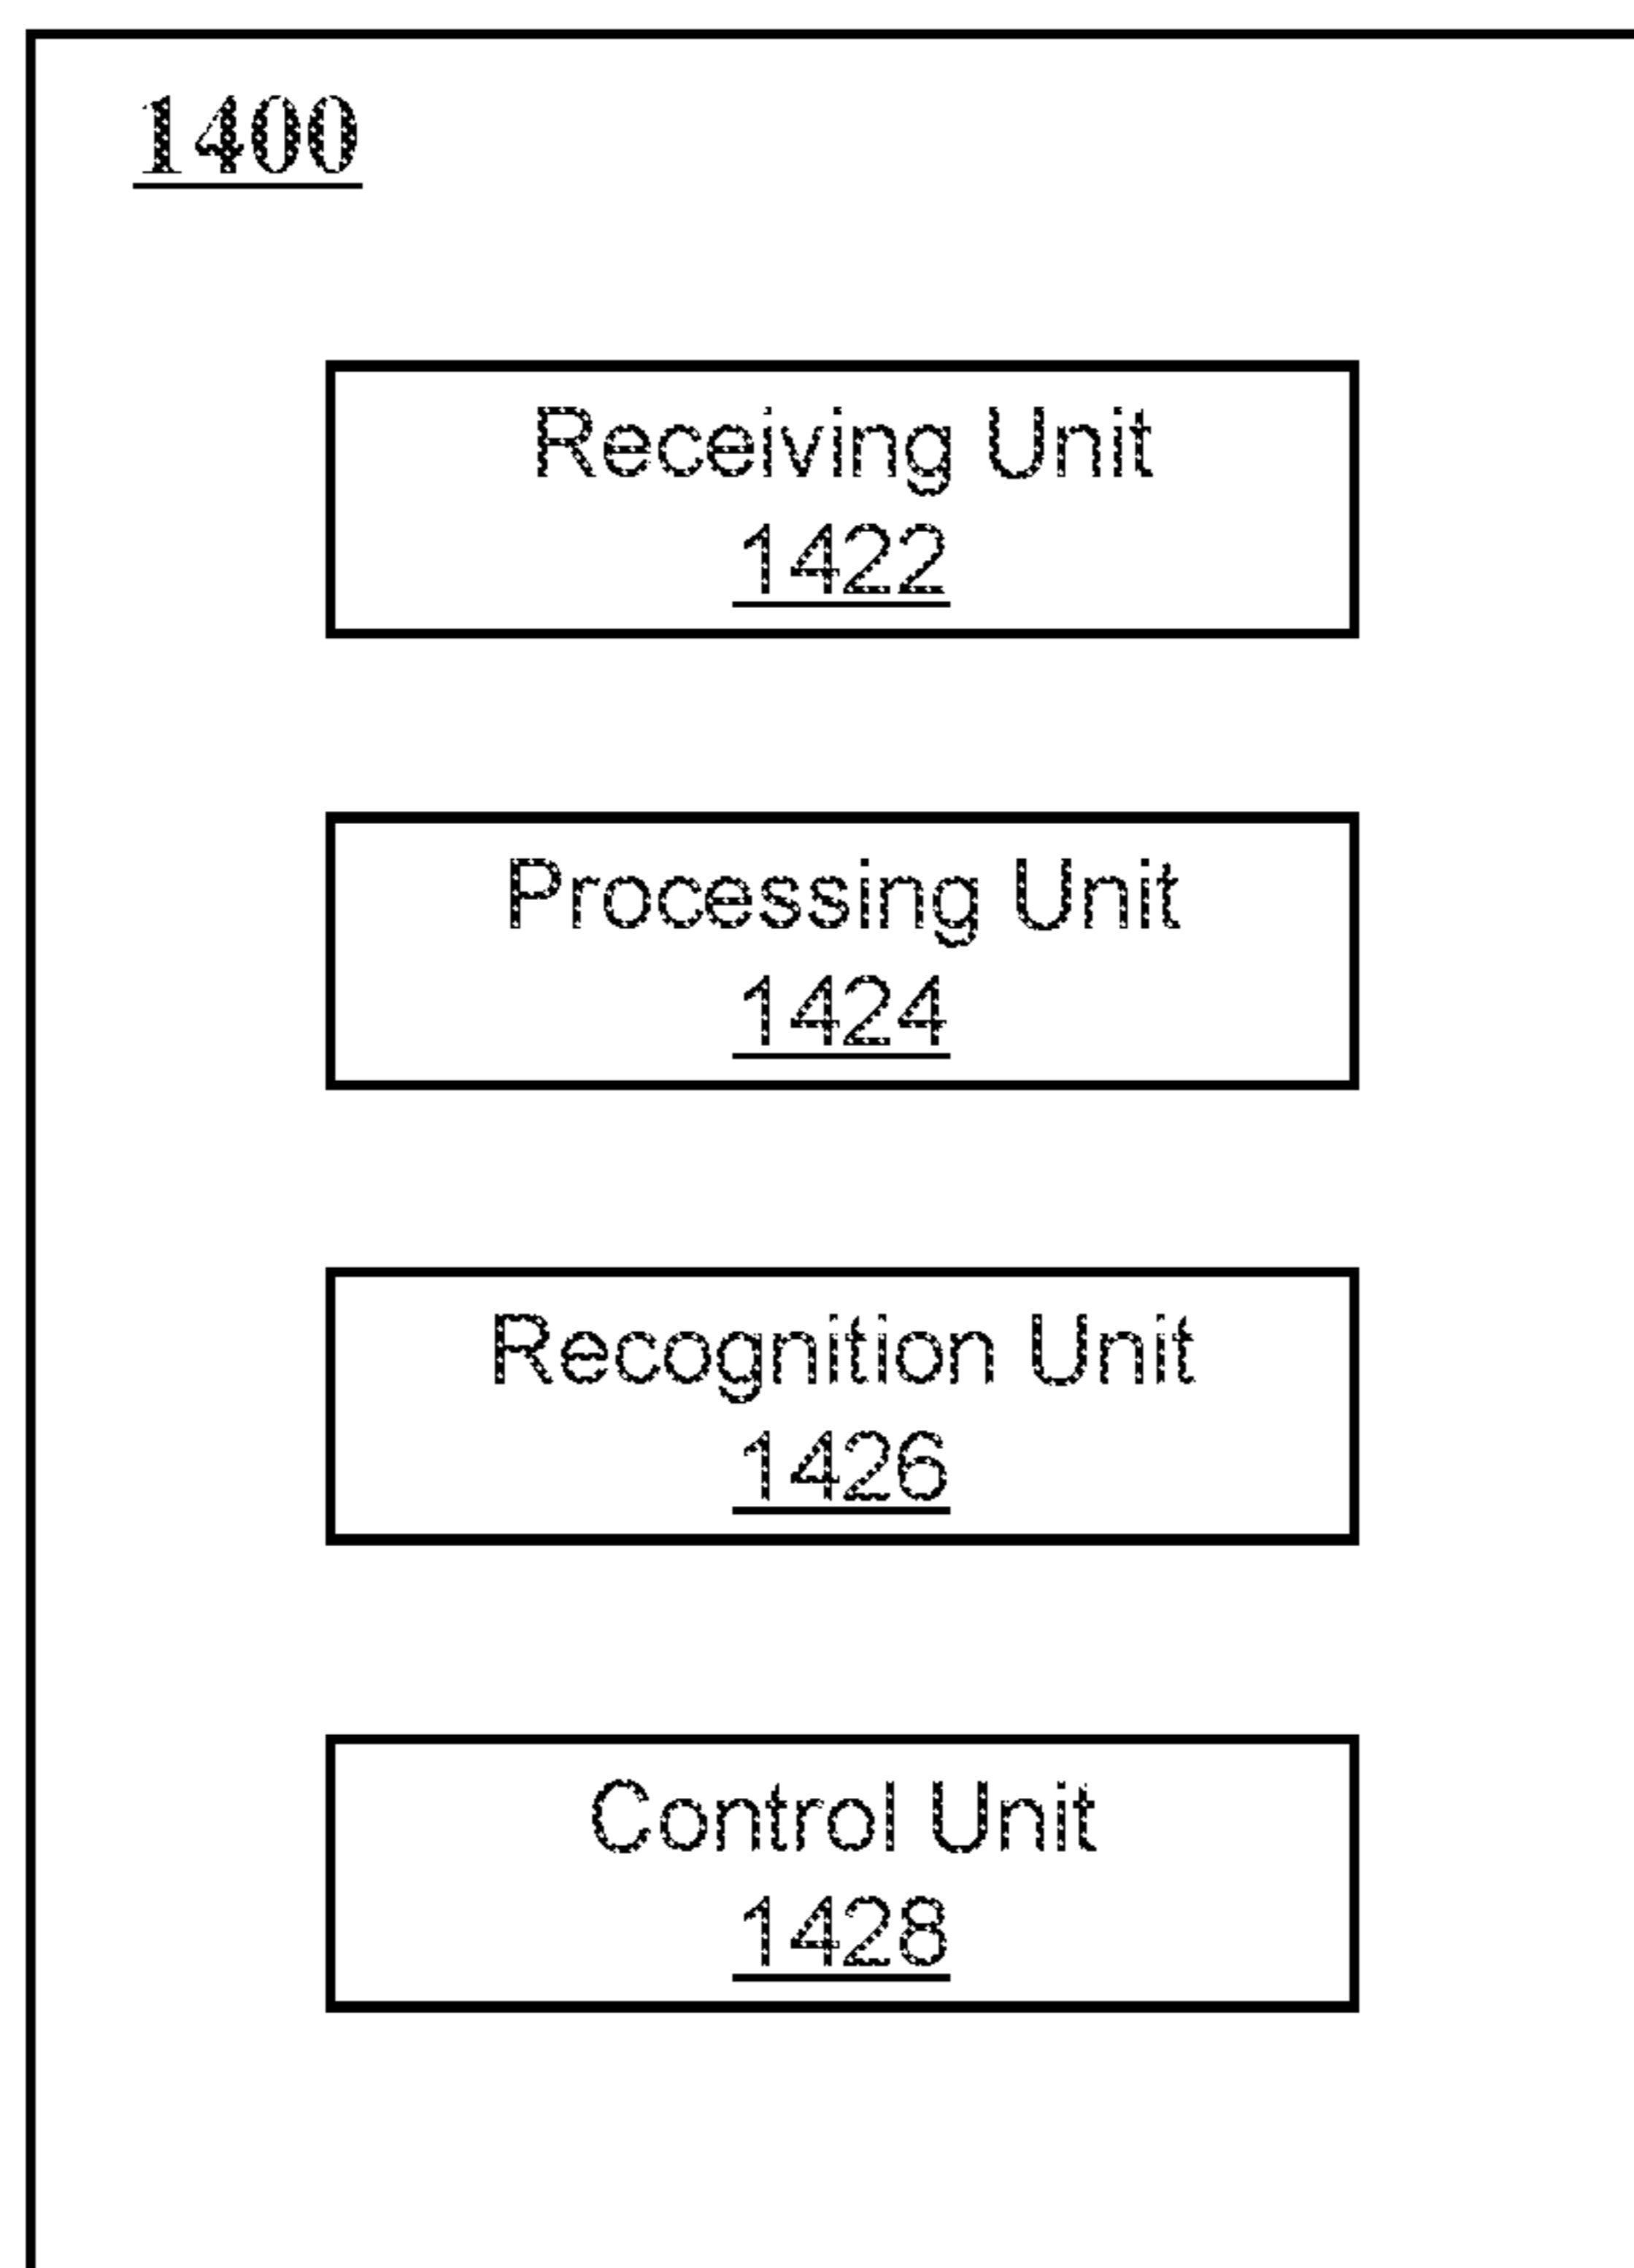 1400
Receiving Unit
1422
Processing Unit
1424
Recognition Unit
1426
Control Unit
1428